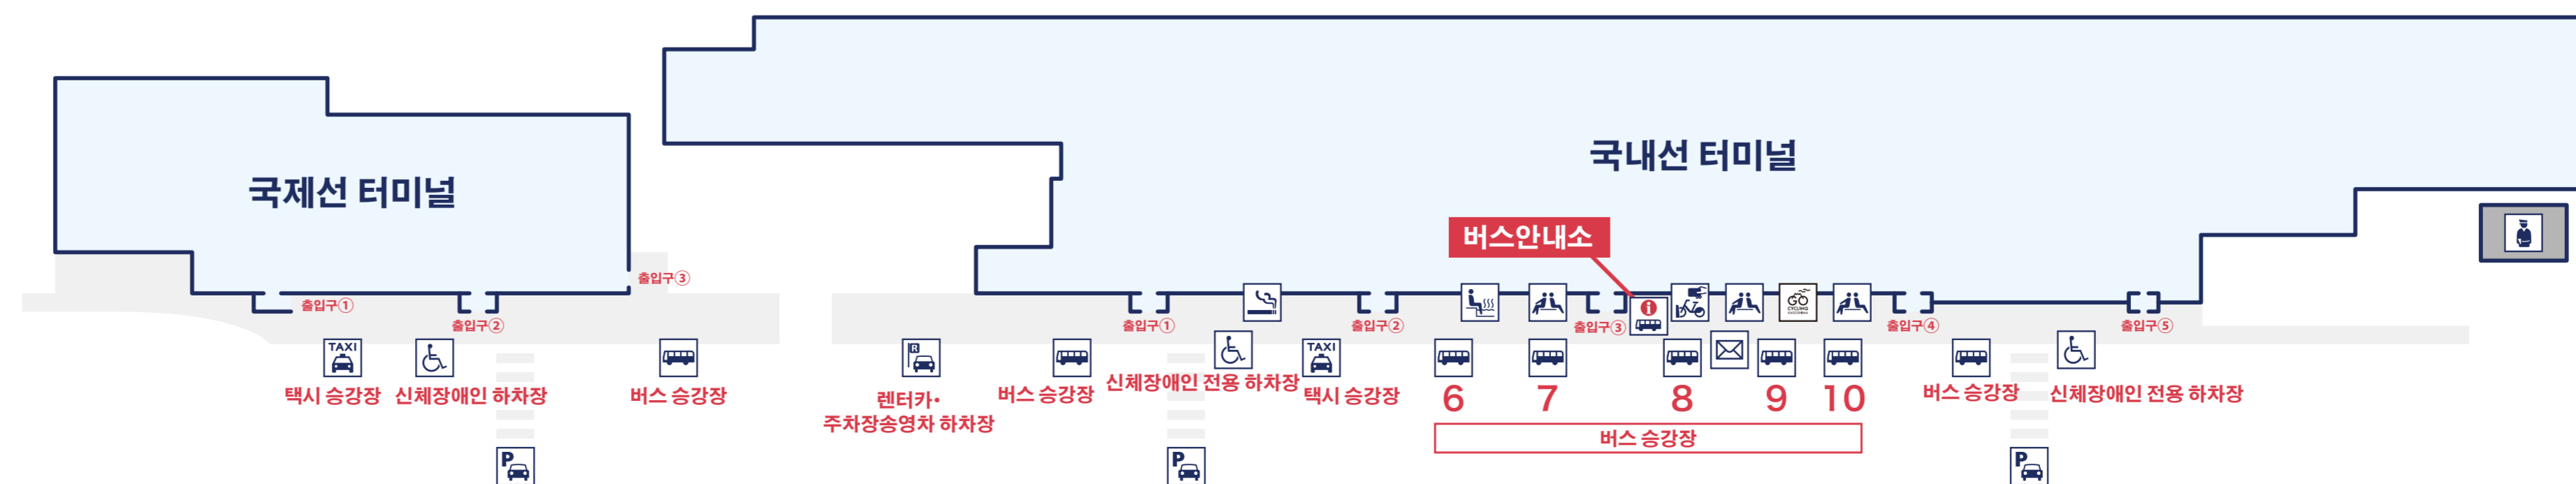 국제선 터미널
국내선 터미널
버스안내소
출입구③
출입구①
출입구②
출입구①
출입구②
출입구③
출입구④
출입구⑤
TAXI
택시 승강장
신체장애인 하차장
버스 승강장
R
렌터카·
주차장송영차 하차장
버스 승강장
신체장애인 전용 하차장
TAXI
택시 승강장
i
GO
CYCLING
6
7
8
9
10
버스 승강장
버스 승강장
신체장애인 전용 하차장
P
P
P